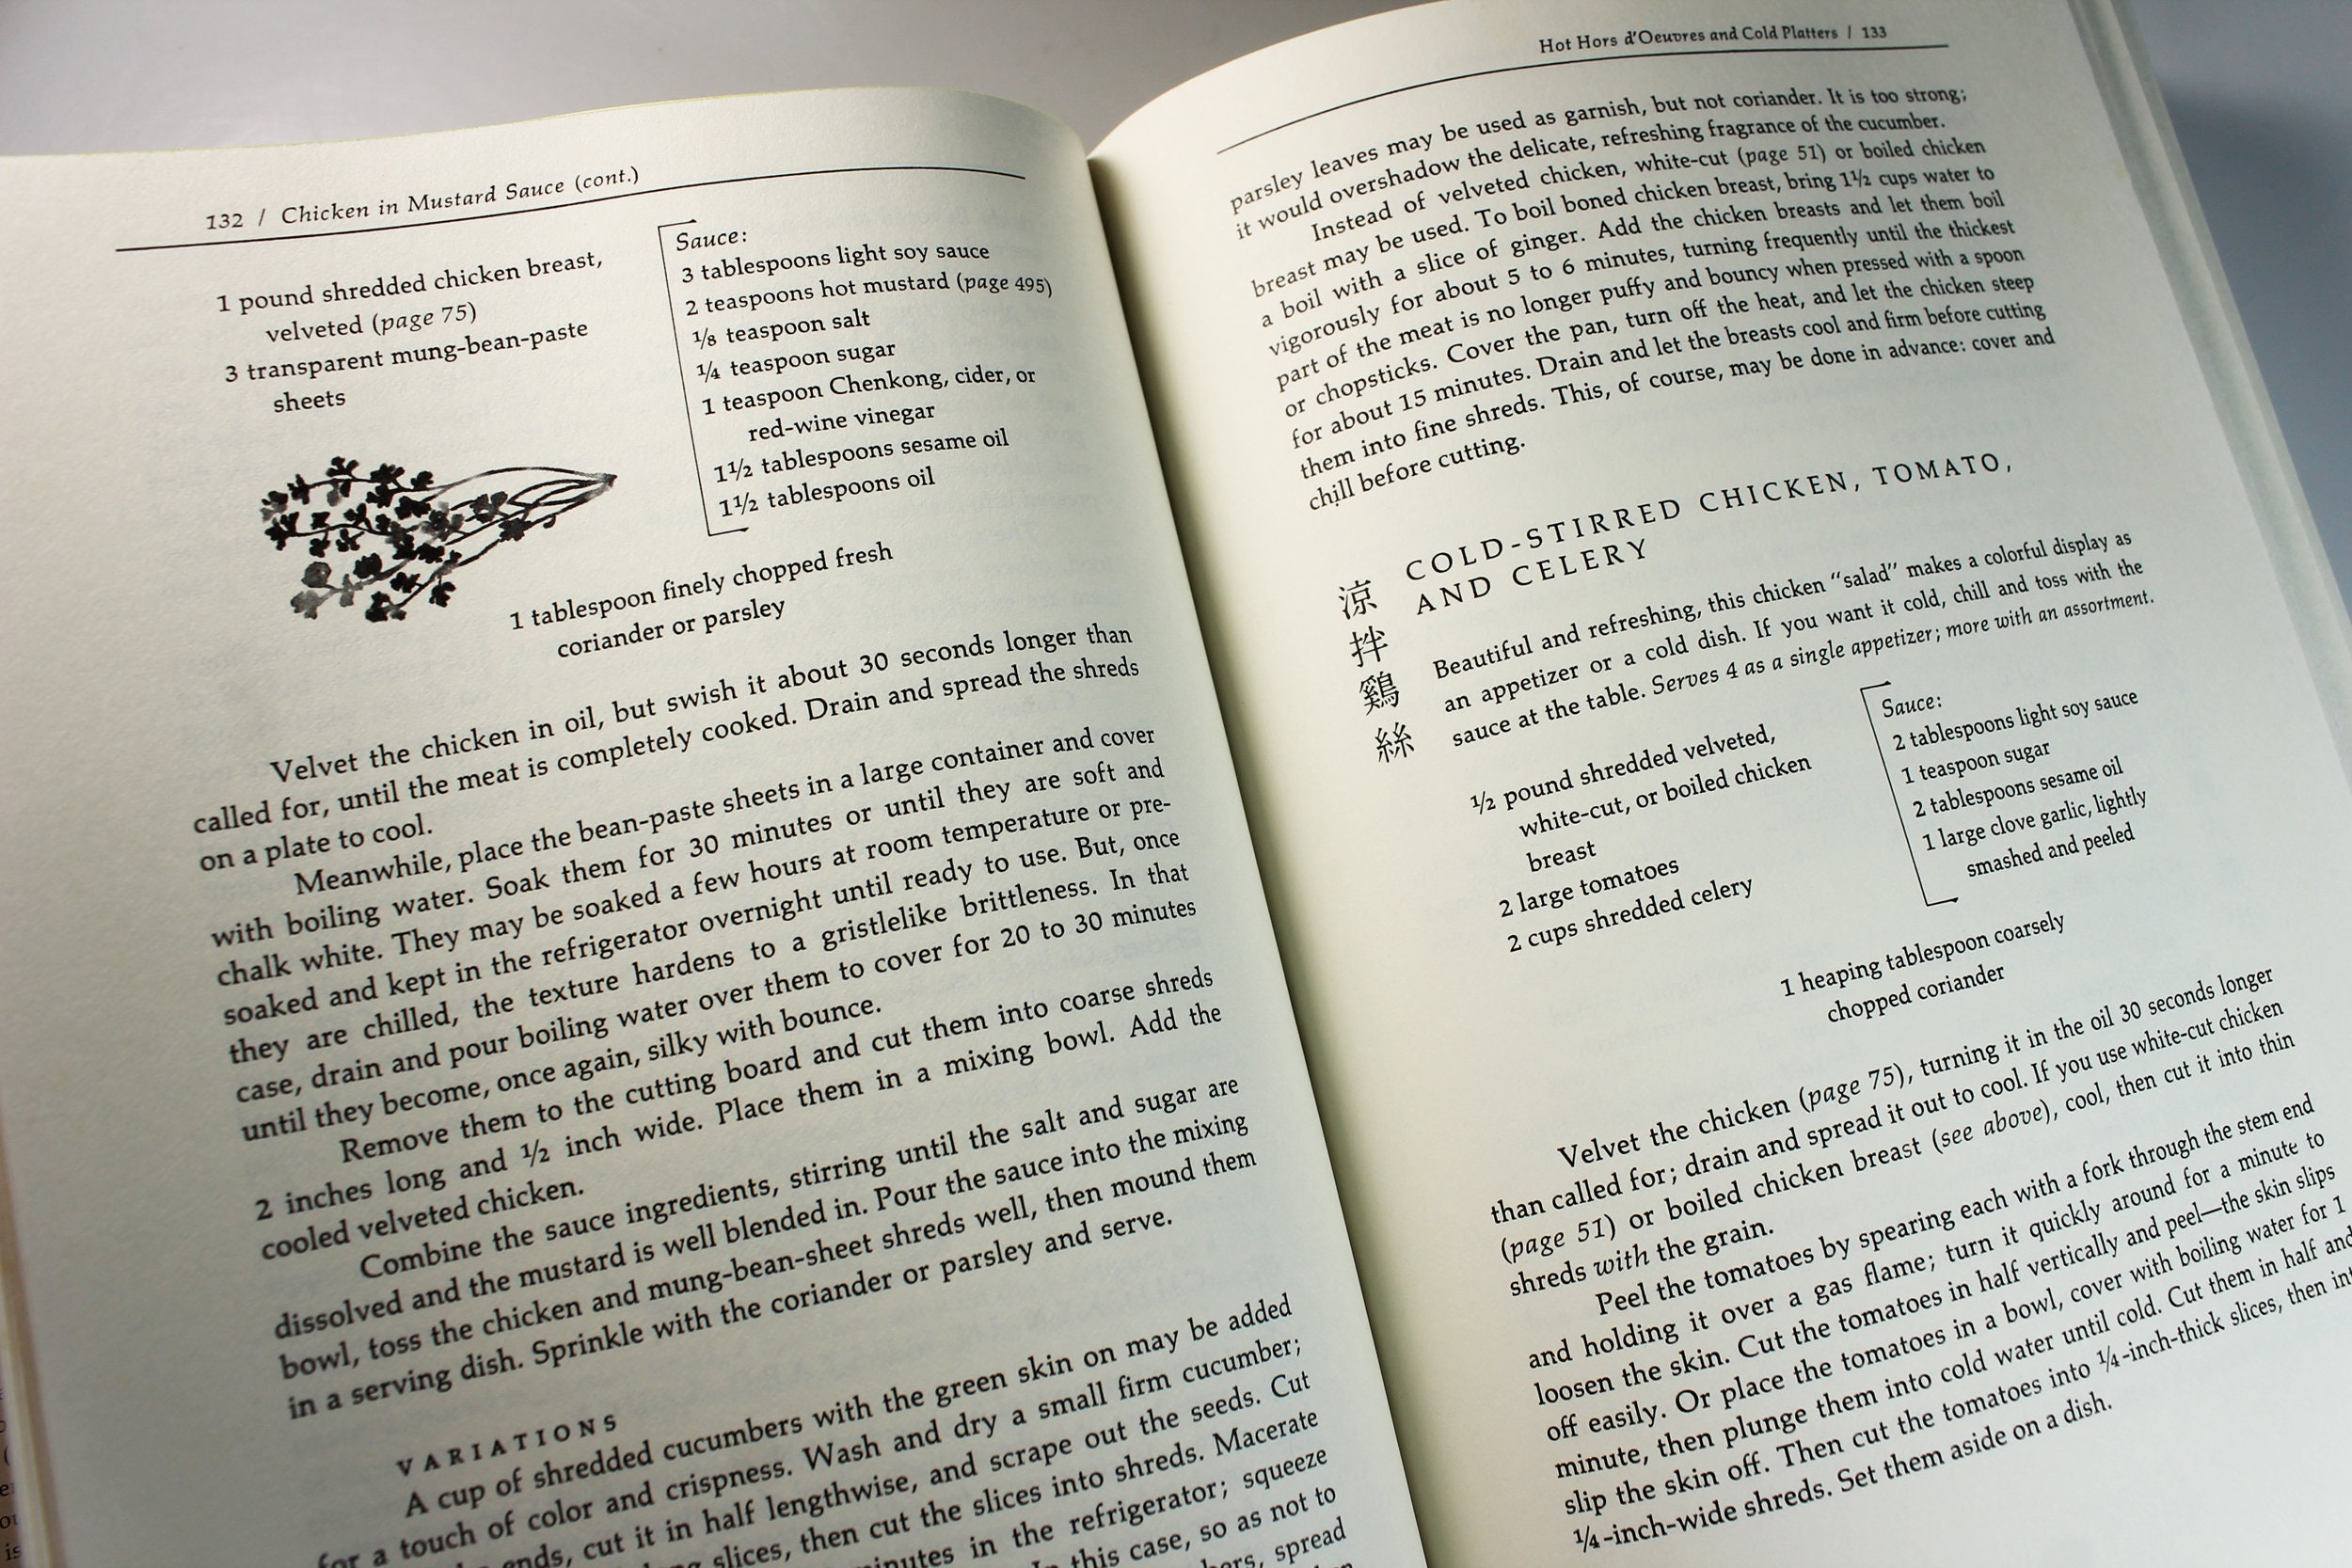 132 / Chicken in Mustard Sauce (cont.)
1 pound shredded chicken breast,
velveted (page 75)
3 transparent mung-bean-paste
sheets
Sauce:
3 tablespoons light soy sauce
2 teaspoons hot mustard (page 495)
⅛ teaspoon salt
¼ teaspoon sugar
1 teaspoon Chenkong, cider, or
red-wine vinegar
1½ tablespoons sesame oil
1½ tablespoons oil
1 tablespoon finely chopped fresh
coriander or parsley
Velvet the chicken in oil, but swish it about 30 seconds longer than
called for, until the meat is completely cooked. Drain and spread the shreds
on a plate to cool.
Meanwhile, place the bean-paste sheets in a large container and cover
with boiling water. Soak them for 30 minutes or until they are soft and
chalk white. They may be soaked a few hours at room temperature or pre-
soaked and kept in the refrigerator overnight until ready to use. But, once
they are chilled, the texture hardens to a gristlelike brittleness. In that
case, drain and pour boiling water over them to cover for 20 to 30 minutes
until they become, once again, silky with bounce.
Remove them to the cutting board and cut them into coarse shreds
2 inches long and ½ inch wide. Place them in a mixing bowl. Add the
cooled velveted chicken.
Combine the sauce ingredients, stirring until the salt and sugar are
dissolved and the mustard is well blended in. Pour the sauce into the mixing
bowl, toss the chicken and mung-bean-sheet shreds well, then mound them
in a serving dish. Sprinkle with the coriander or parsley and serve.
VARIATIONS
A cup of shredded cucumbers with the green skin on may be added
for a touch of color and crispness. Wash and dry a small firm cucumber;
ends, cut it in half lengthwise, and scrape out the seeds. Cut
slices, then cut the slices into shreds. Macerate
minutes in the refrigerator; squeeze
this case, so as not to
spread
Hot Hors d'Oeuvres and Cold Platters / 133
parsley leaves may be used as garnish, but not coriander. It is too strong;
it would overshadow the delicate, refreshing fragrance of the cucumber.
Instead of velveted chicken, white-cut (page 51) or boiled chicken
breast may be used. To boil boned chicken breast, bring 1½ cups water to
a boil with a slice of ginger. Add the chicken breasts and let them boil
vigorously for about 5 to 6 minutes, turning frequently until the thickest
part of the meat is no longer puffy and bouncy when pressed with a spoon
or chopsticks. Cover the pan, turn off the heat, and let the chicken steep
for about 15 minutes. Drain and let the breasts cool and firm before cutting
them into fine shreds. This, of course, may be done in advance: cover and
chill before cutting.
COLD-STIRRED CHICKEN, TOMATO,
AND CELERY
涼拌鷄絲
Beautiful and refreshing, this chicken "salad" makes a colorful display as
an appetizer or a cold dish. If you want it cold, chill and toss with the
sauce at the table. Serves 4 as a single appetizer; more with an assortment.
½ pound shredded velveted,
white-cut, or boiled chicken
breast
2 large tomatoes
2 cups shredded celery
Sauce:
2 tablespoons light soy sauce
1 teaspoon sugar
2 tablespoons sesame oil
1 large clove garlic, lightly
smashed and peeled
1 heaping tablespoon coarsely
chopped coriander
Velvet the chicken (page 75), turning it in the oil 30 seconds longer
than called for; drain and spread it out to cool. If you use white-cut chicken
(page 51) or boiled chicken breast (see above), cool, then cut it into thin
shreds with the grain.
Peel the tomatoes by spearing each with a fork through the stem end
and holding it over a gas flame; turn it quickly around for a minute to
loosen the skin. Cut the tomatoes in half vertically and peel—the skin slips
off easily. Or place the tomatoes in a bowl, cover with boiling water for 1
minute, then plunge them into cold water until cold. Cut them in half and
slip the skin off. Then cut the tomatoes into ¼-inch-thick slices, then int
¼-inch-wide shreds. Set them aside on a dish.